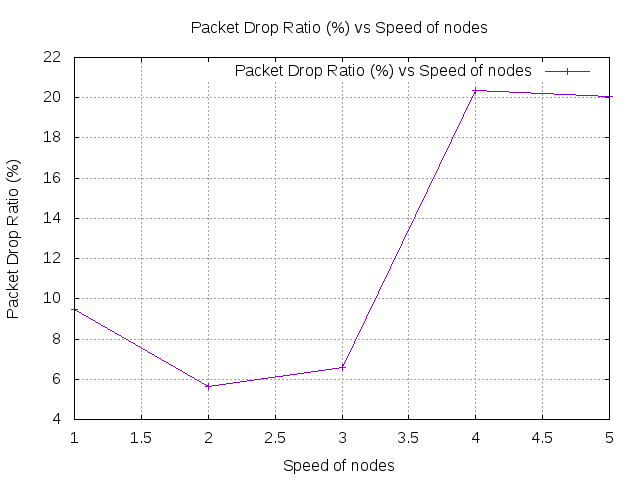 Packet Drop Ratio (%) vs Speed of nodes
22
Packet Drop Ratio (%) vs Speed of nodes
20
18
16
14
12
10
8
6
4
Packet Drop Ratio (%)
1 1.5 2 2.5 3 3.5 4 4.5 5
Speed of nodes